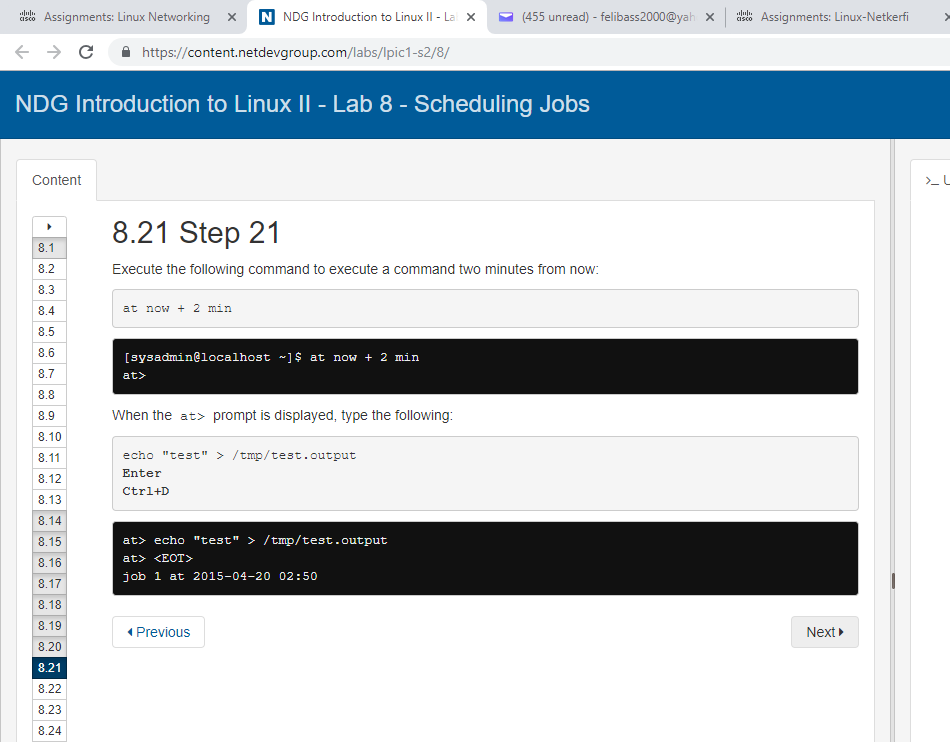 Assignments: Linux Networking
NDG Introduction to Linux II - La
(455 unread) - felibass2000@yah
Assignments: Linux-Netkerfi
https://content.netdevgroup.com/labs/lpic1-s2/8/
NDG Introduction to Linux II - Lab 8 - Scheduling Jobs
Content
>_ U
8.1
8.2
8.3
8.4
8.5
8.6
8.7
8.8
8.9
8.10
8.11
8.12
8.13
8.14
8.15
8.16
8.17
8.18
8.19
8.20
8.21
8.22
8.23
8.24
8.21 Step 21
Execute the following command to execute a command two minutes from now:
at now + 2 min
[sysadmin@localhost ~]$ at now + 2 min
at>
When the at> prompt is displayed, type the following:
echo "test" > /tmp/test.output
Enter
Ctrl+D
at> echo "test" > /tmp/test.output
at> <EOT>
job 1 at 2015-04-20 02:50
Previous
Next